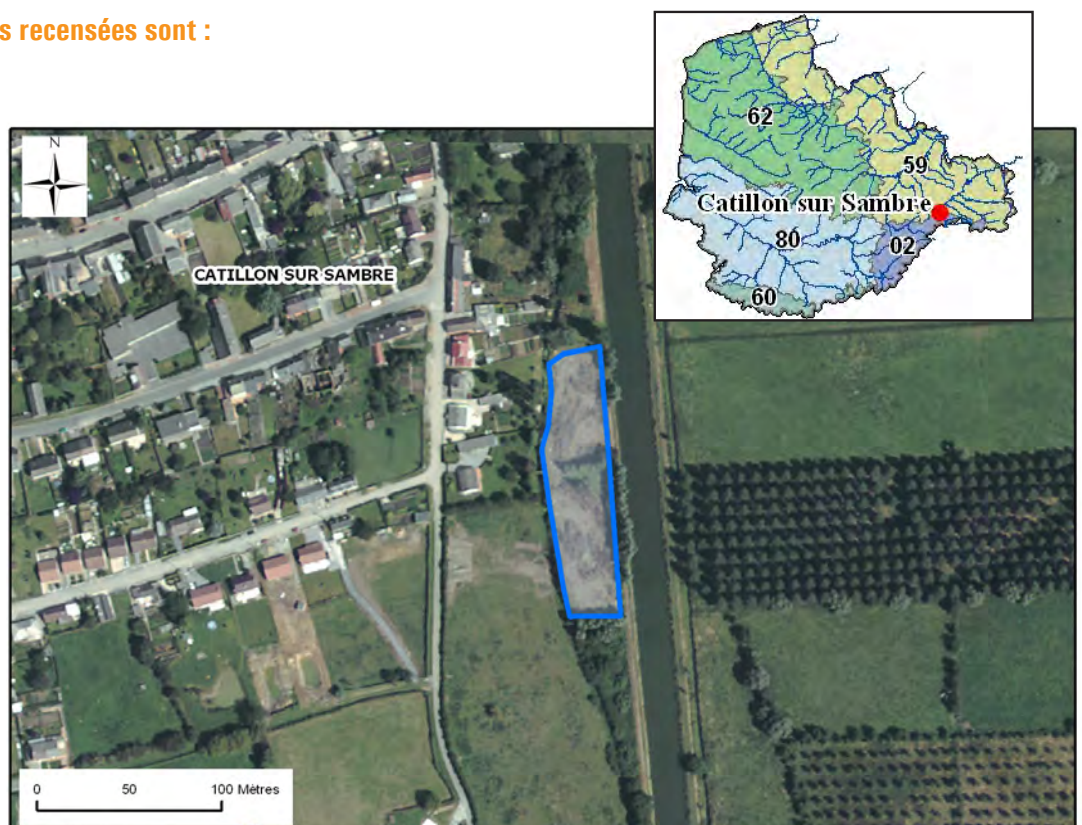 s recensées sont :
62
59
Catillon sur Sambre
80
02
60
N
CATILLON SUR SAMBRE
0 50 100 Mètres